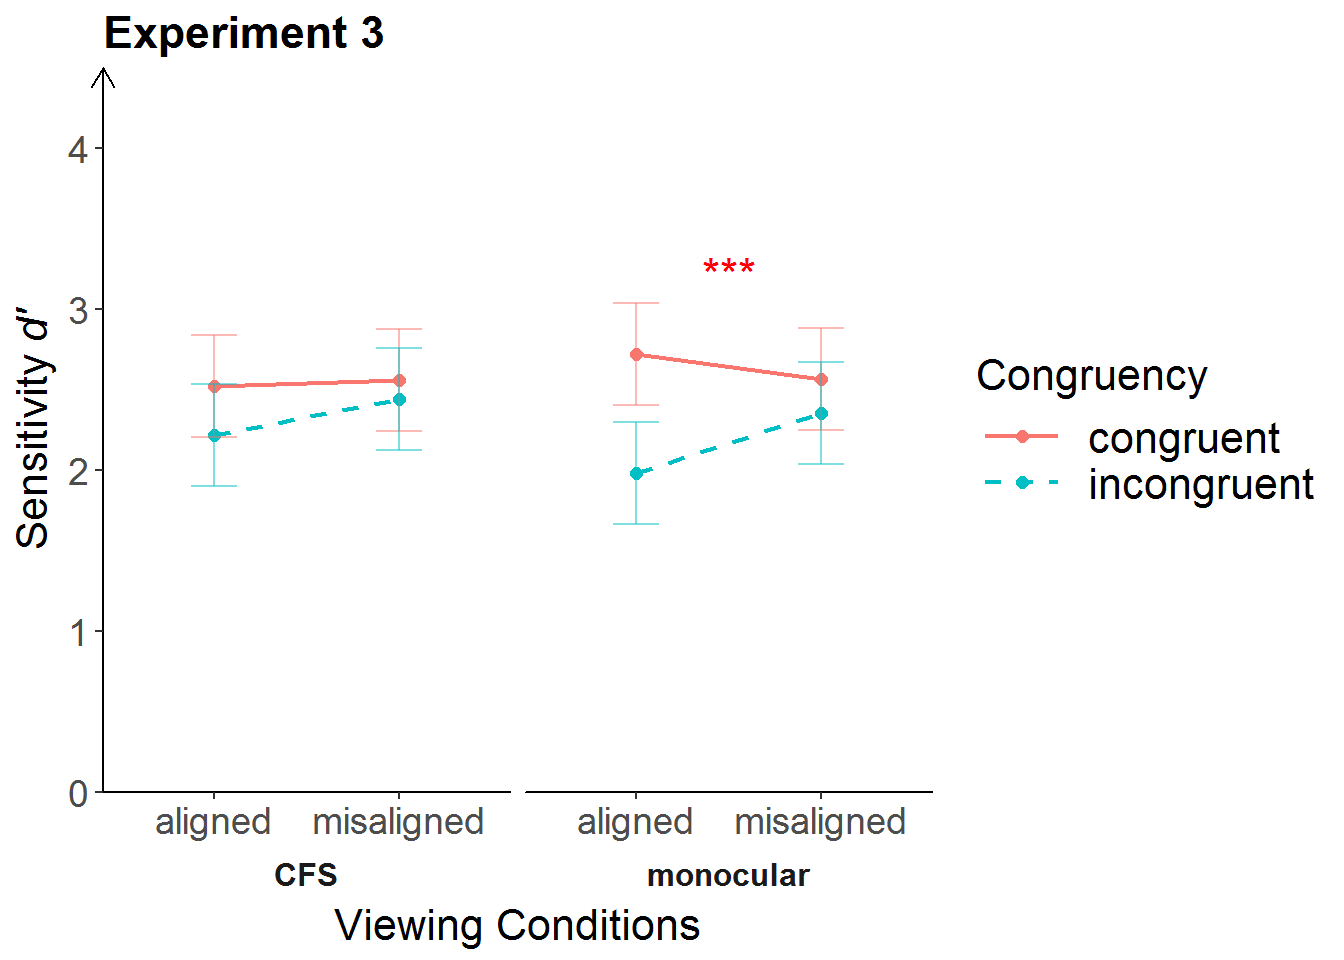 Experiment 3
4
3
2
1
0
Sensitivity d'
***
aligned misaligned aligned misaligned
CFS monocular
Viewing Conditions
Congruency
congruent
incongruent